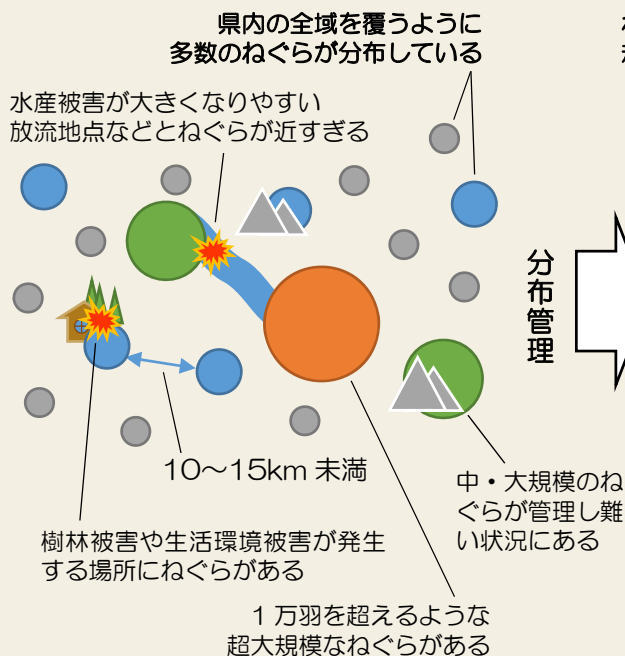 県内の全域を覆うように
多数のねぐらが分布している
水産被害が大きくなりやすい
放流地点などとねぐらが近すぎる
分布管理
10～15km 未満
中・大規模のね
ぐらが管理し難
い状況にある
樹林被害や生活環境被害が発生
する場所にねぐらがある
1 万羽を超えるような
超大規模なねぐらがある